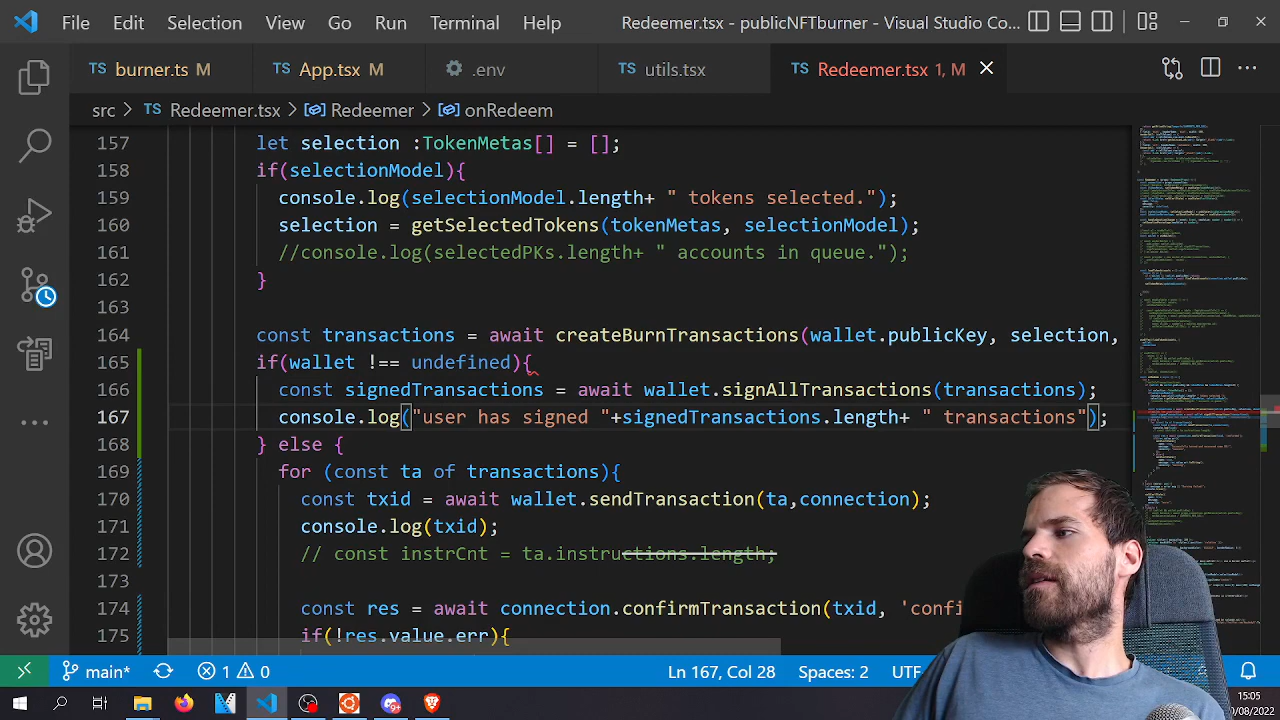 File Edit Selection View Go Run Terminal Help Redeemer.tsx - publicNFTburner - Visual Studio Co...
TS burner.ts M TS App.tsx M .env TS utils.tsx TS Redeemer.tsx 1, M
src TS Redeemer.tsx Redeemer onRedeem
157 let selection :TokenMetas[] = [];
158 if(selectionModel){
159 console.log(selectionModel.length+ " tokens selected.");
160 selection = getSelectedTokens(tokenMetas, selectionModel);
161 //console.log(selectedPKs.length+ " accounts in queue.");
162 }
163
164 const transactions = await createBurnTransactions(wallet.publicKey, selection,
165 if(wallet !== undefined){
166 const signedTransactions = await wallet.signAllTransactions(transactions);
167 console.log("user has signed "+signedTransactions.length+ " transactions");
168 } else {
169 for (const ta of transactions){
170 const txid = await wallet.sendTransaction(ta,connection);
171 console.log(txid);
172 // const instrCnt = ta.instructions.length;
173
174 const res = await connection.confirmTransaction(txid, 'confi
175 if(!res.value.err){
main* 1 0 Ln 167, Col 28 Spaces: 2 UTF
15:05
0/08/2022